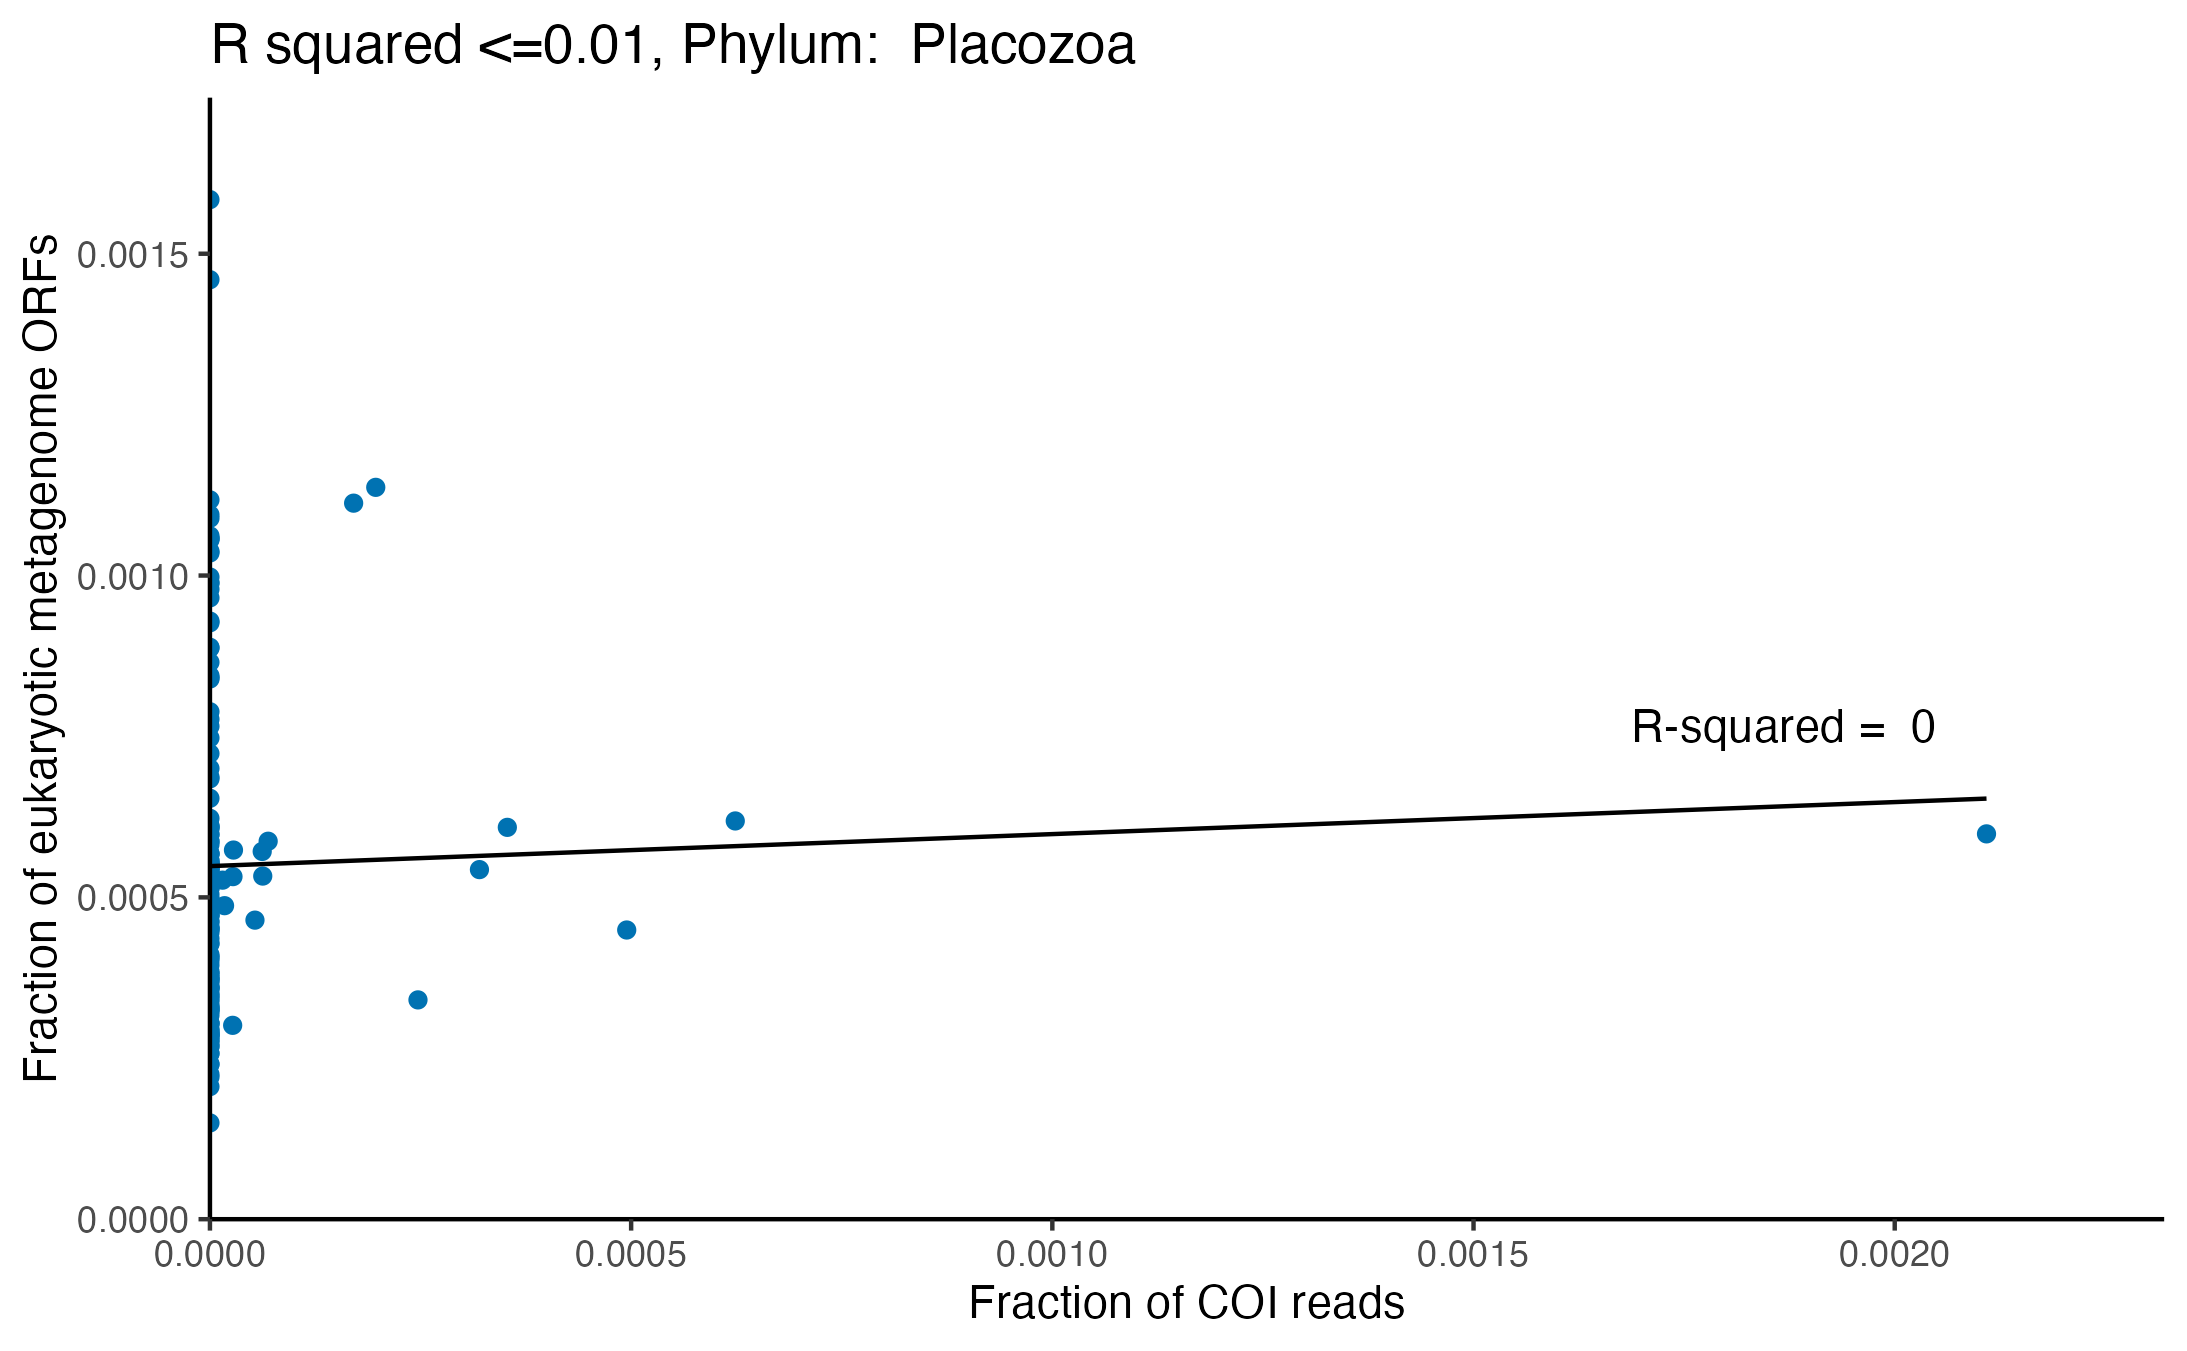 R squared <=0.01, Phylum:  Placozoa
Fraction of eukaryotic metagenome ORFs
0.0015
0.0010
0.0005
0.0000
R-squared =  0
0.0000 0.0005 0.0010 0.0015 0.0020
Fraction of COI reads